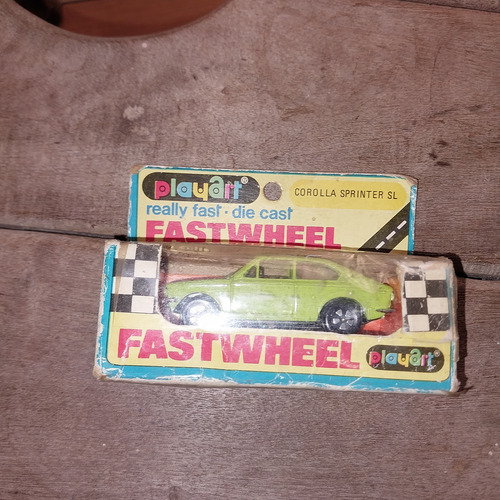 playart®
COROLLA SPRINTER SL
really fast · die cast
FASTWHEEL
FASTWHEEL
playart®